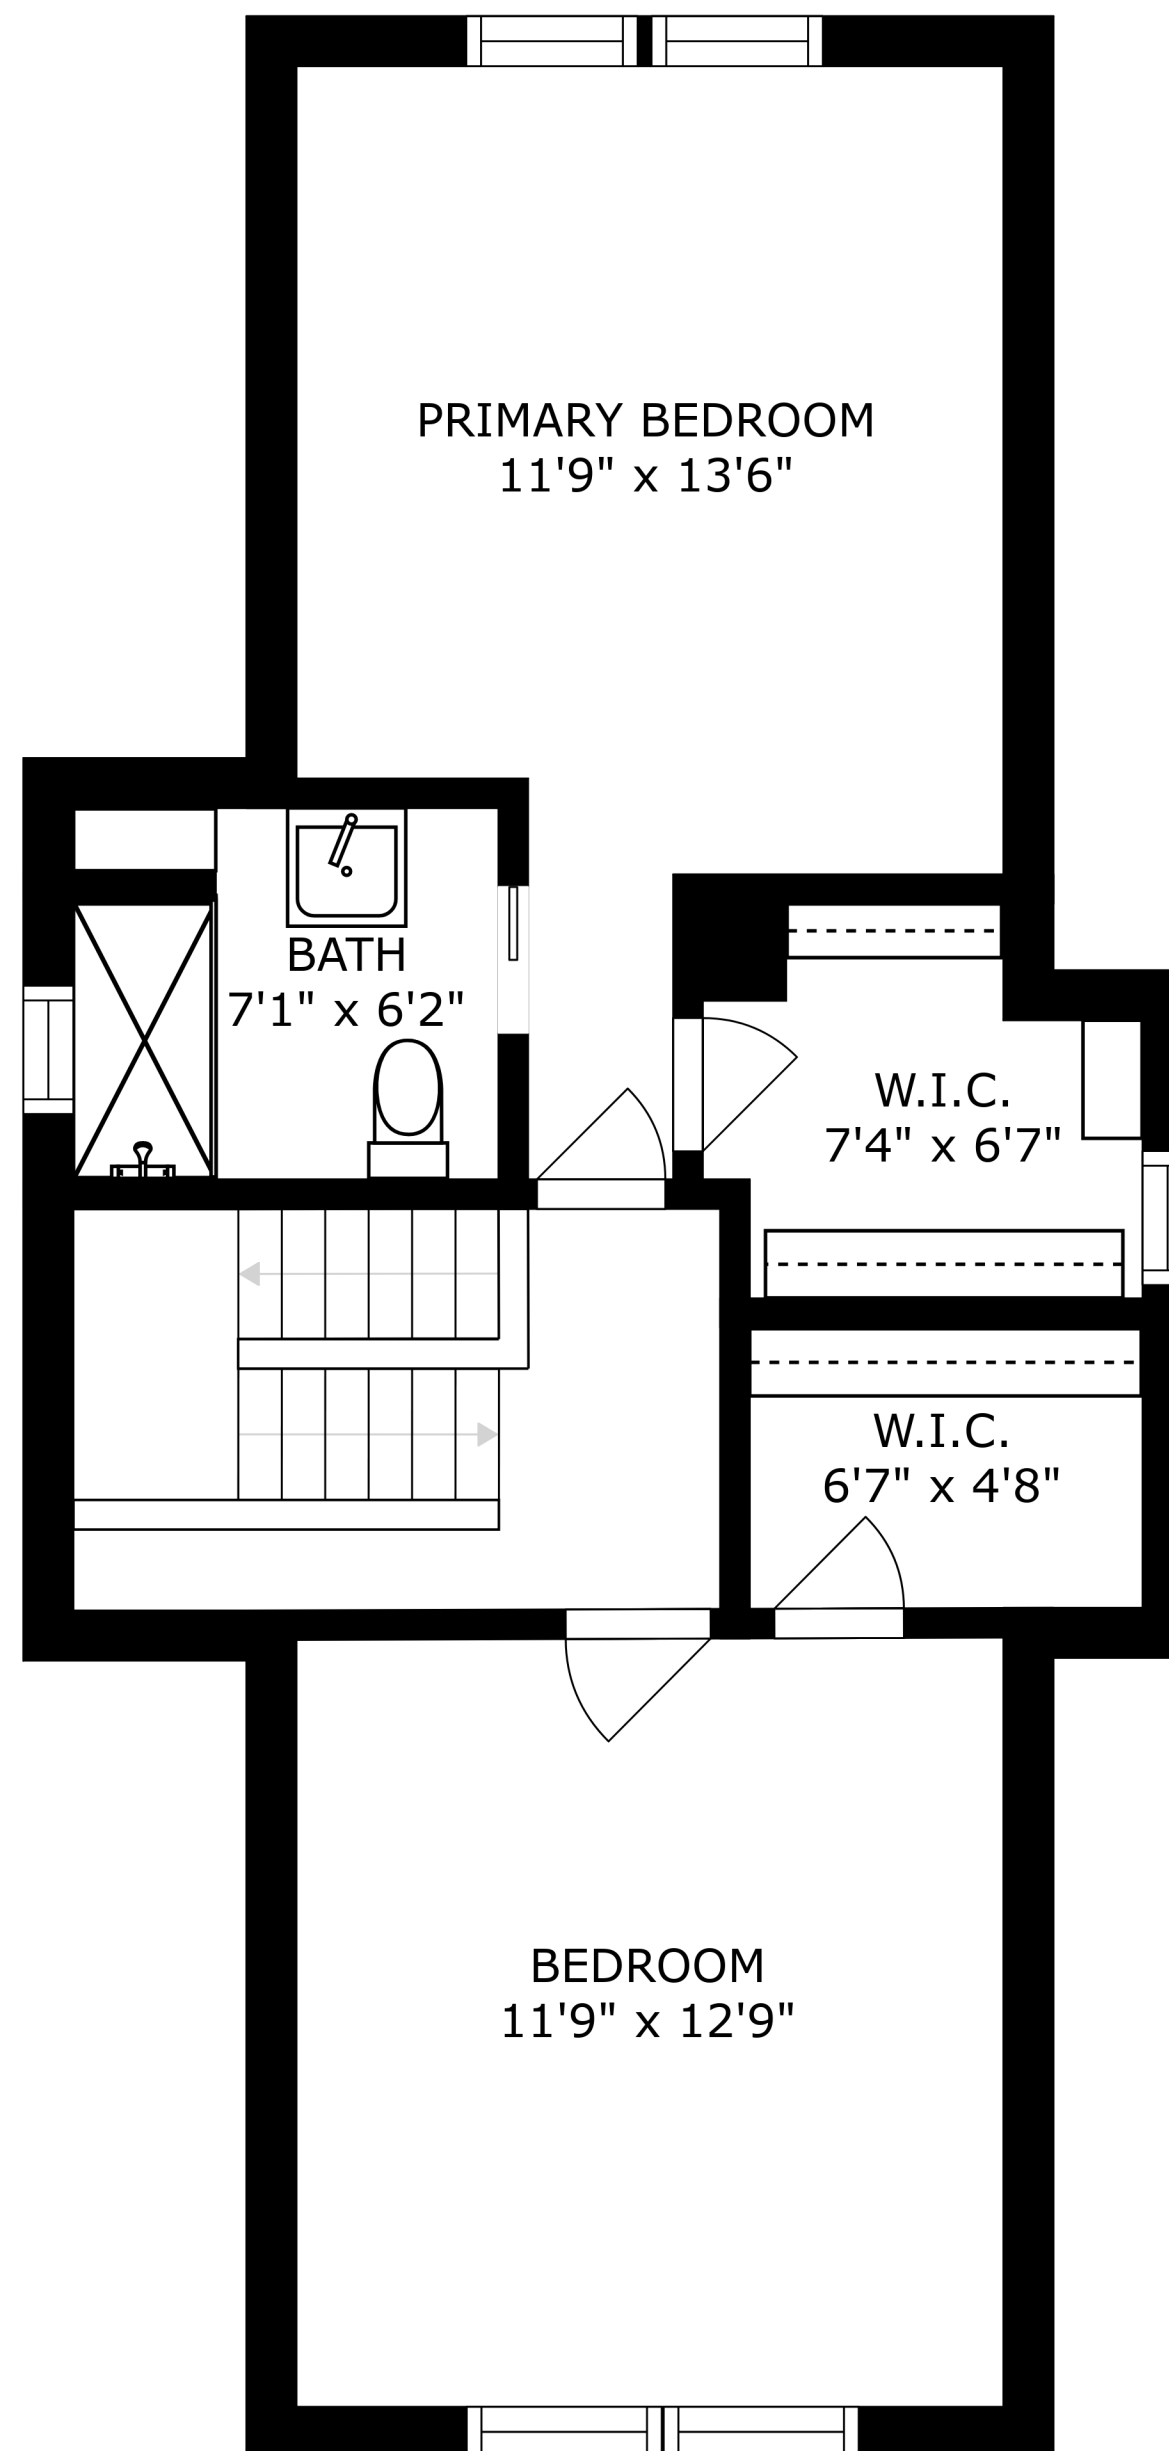 PRIMARY BEDROOM
11'9" x 13'6"
BATH
7'1" x 6'2"
W.I.C.
7'4" x 6'7"
W.I.C.
6'7" x 4'8"
BEDROOM
11'9" x 12'9"